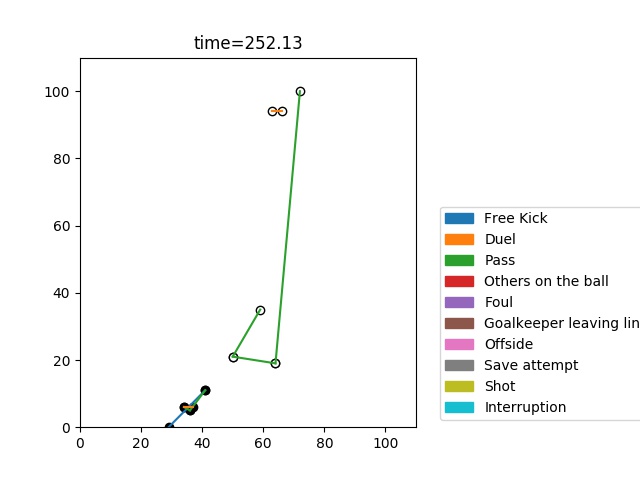 time=252.13
100
80
60
40
20
0
0 20 40 60 80 100
Free Kick
Duel
Pass
Others on the ball
Foul
Goalkeeper leaving lin
Offside
Save attempt
Shot
Interruption